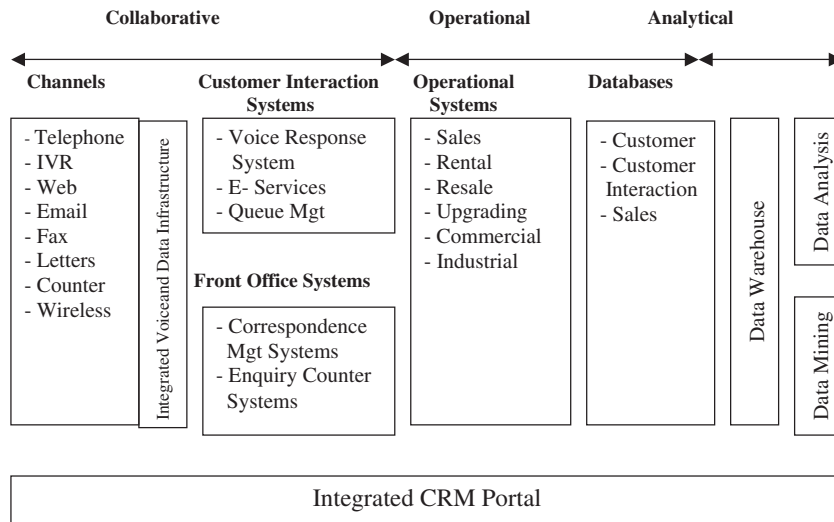 Collaborative
Operational
Analytical
Channels
Customer Interaction
Systems
Operational
Systems
Databases
- Telephone
- IVR
- Web
- Email
- Fax
- Letters
- Counter
- Wireless
Integrated Voiceand Data Infrastructure
- Voice Response
System
- E- Services
- Queue Mgt
Front Office Systems
- Correspondence
Mgt Systems
- Enquiry Counter
Systems
- Sales
- Rental
- Resale
- Upgrading
- Commercial
- Industrial
- Customer
- Customer
Interaction
- Sales
Data Warehouse
Data Analysis
Data Mining
Integrated CRM Portal